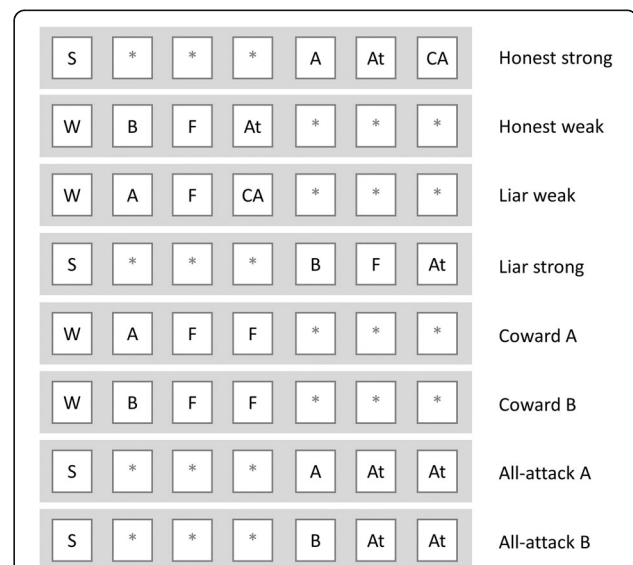 S * * * A At CA Honest strong
W B F At * * * Honest weak
W A F CA * * * Liar weak
S * * * B F At Liar strong
W A F F * * * Coward A
W B F F * * * Coward B
S * * * A At At All-attack A
S * * * B At At All-attack B